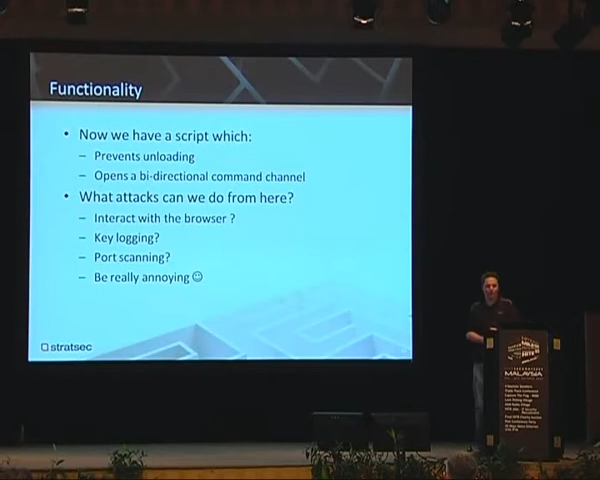 Functionality
• Now we have a script which:
– Prevents unloading
– Opens a bi-directional command channel
• What attacks can we do from here?
– Interact with the browser ?
– Key logging?
– Port scanning?
– Be really annoying ☺
stratsec
MALAYSIA